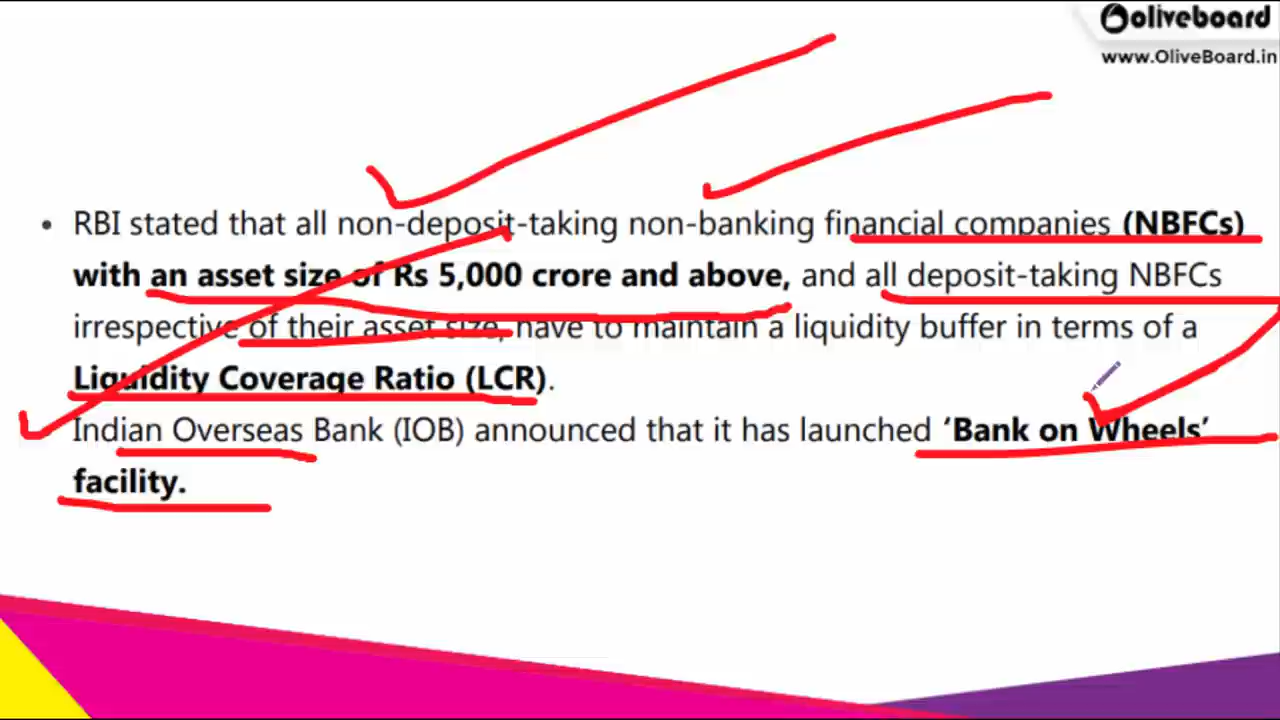 oliveboard
www.OliveBoard.in
• RBI stated that all non-deposit-taking non-banking financial companies (NBFCs)
with an asset size of Rs 5,000 crore and above, and all deposit-taking NBFCs
irrespective of their asset size, have to maintain a liquidity buffer in terms of a
Liquidity Coverage Ratio (LCR).
Indian Overseas Bank (IOB) announced that it has launched ‘Bank on Wheels’
facility.